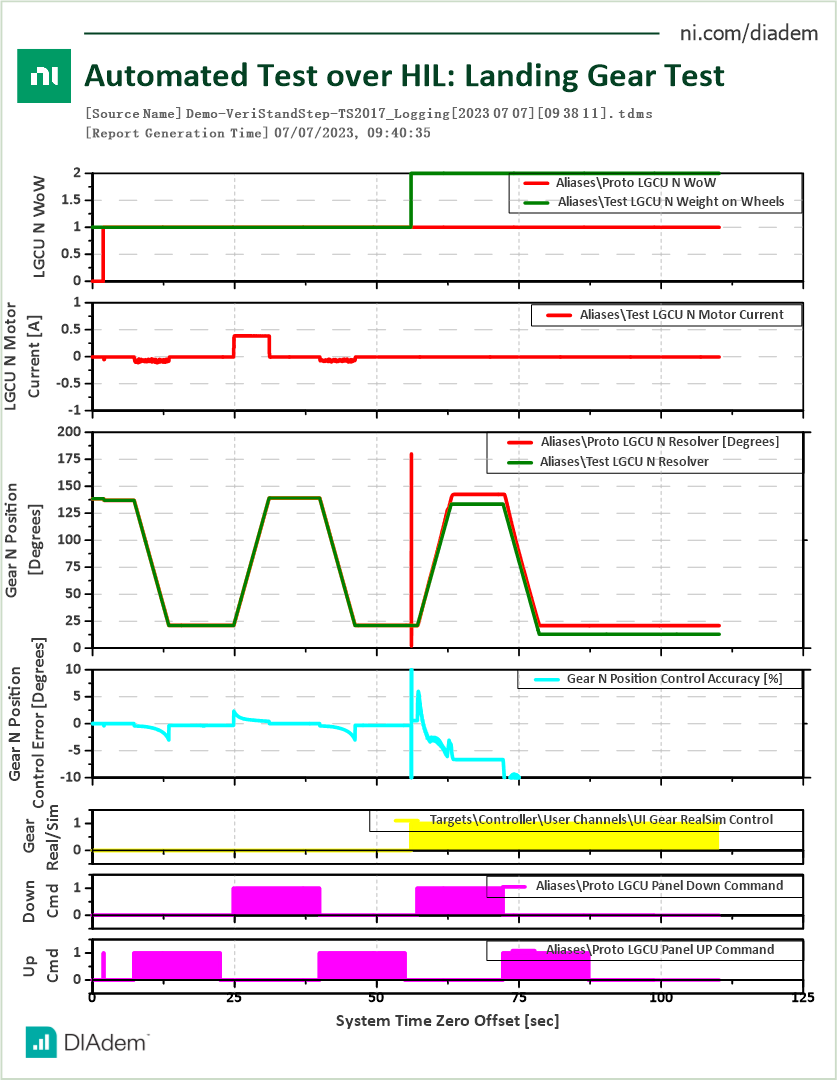 ni.com/diadem
ni
Automated Test over HIL: Landing Gear Test
[Source Name] Demo-VeriStandStep-TS2017_Logging[2023 07 07][09 38 11].tdms
[Report Generation Time] 07/07/2023, 09:40:35
LGCU N WoW
2
1.5
1
0.5
0
Aliases\Proto LGCU N WoW
Aliases\Test LGCU N Weight on Wheels
LGCU N Motor
Current [A]
1
0.5
0
-0.5
-1
Aliases\Test LGCU N Motor Current
Gear N Position
[Degrees]
200
175
150
125
100
75
50
25
0
Aliases\Proto LGCU N Resolver [Degrees]
Aliases\Test LGCU N Resolver
Gear N Position
Control Error [Degrees]
10
5
0
-5
-10
Gear N Position Control Accuracy [%]
Gear
Real/Sim
1
0
Targets\Controller\User Channels\UI Gear RealSim Control
Down
Cmd
1
0
Aliases\Proto LGCU Panel Down Command
Up
Cmd
1
0
Aliases\Proto LGCU Panel UP Command
0 25 50 75 100 125
System Time Zero Offset [sec]
DIAdem™